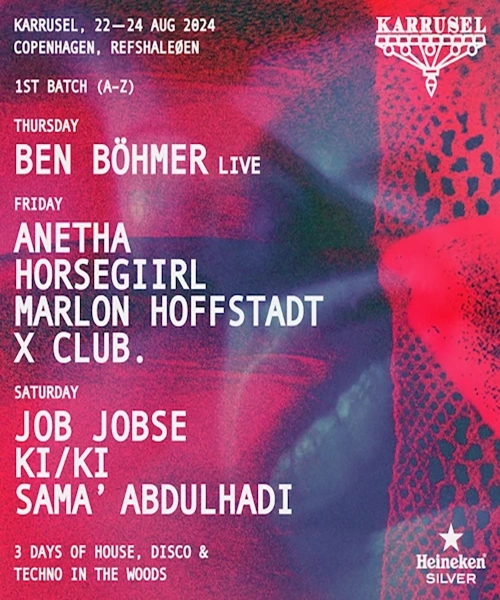 KARRUSEL, 22—24 AUG 2024
COPENHAGEN, REFSHALEØEN
KARRUSEL
1ST BATCH (A-Z)
THURSDAY
BEN BÖHMER LIVE
FRIDAY
ANETHA
HORSEGIIRL
MARLON HOFFSTADT
X CLUB.
SATURDAY
JOB JOBSE
KI/KI
SAMA' ABDULHADI
3 DAYS OF HOUSE, DISCO &
TECHNO IN THE WOODS
Heineken
SILVER